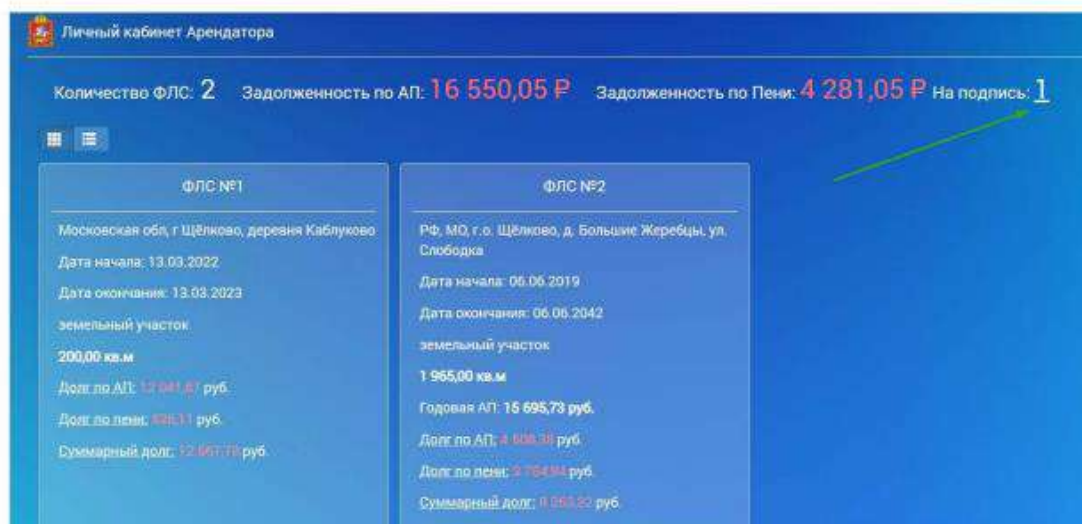 Личный кабинет Арендатора
Количество ФЛС: 2 Задолженность по АП: 16 550,05 ₽ Задолженность по Пени: 4 281,05 ₽ На подпись: 1
ФЛС №1
Московская обл, г Щёлково, деревня Каблуково
Дата начала: 13.03.2022
Дата окончания: 13.03.2023
земельный участок
200,00 кв.м
Долг по АП: руб.
Долг по пени: руб.
Суммарный долг: руб.
ФЛС №2
РФ, МО, г.о. Щёлково, д. Большие Жеребцы, ул.
Слободка
Дата начала: 06.06.2019
Дата окончания: 06.06.2042
земельный участок
1 965,00 кв.м
Годовая АП: 15 695,73 руб.
Долг по АП: руб.
Долг по пени: руб.
Суммарный долг: руб.